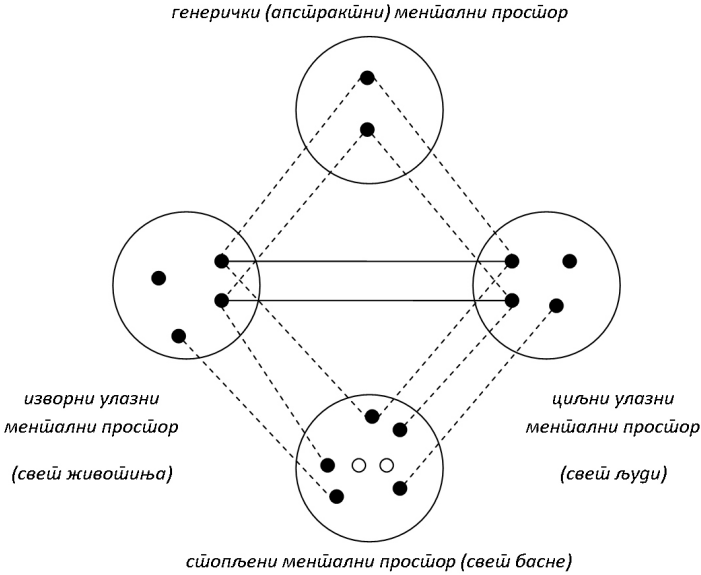 генерички (апстрактни) ментални простор
изворни улазни
ментални простор
(свет животиња)
циљни улазни
ментални простор
(свет људи)
стопљени ментални простор (свет басне)